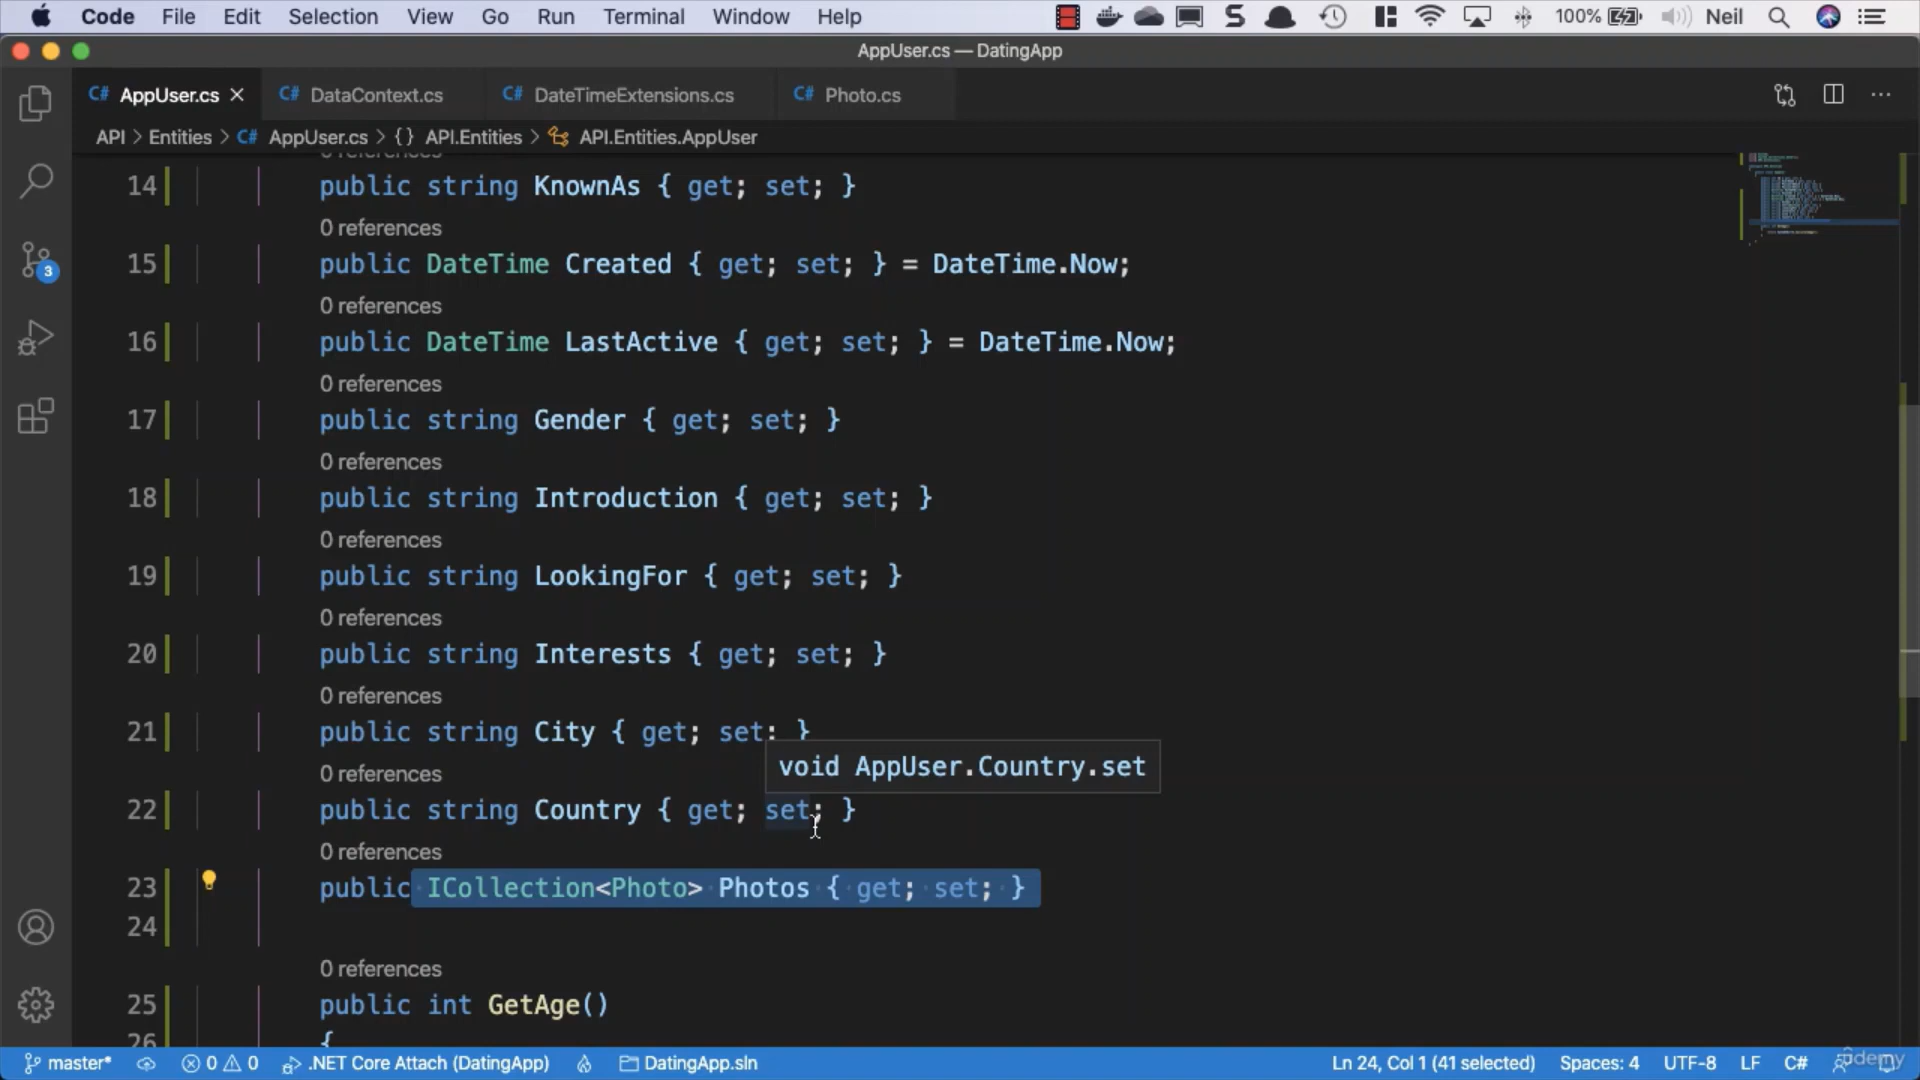 Code File Edit Selection View Go Run Terminal Window Help 100% Neil
AppUser.cs — DatingApp
C# AppUser.cs C# DataContext.cs C# DateTimeExtensions.cs C# Photo.cs
API > Entities > C# AppUser.cs > {} API.Entities > API.Entities.AppUser
0 references
14 public string KnownAs { get; set; }
0 references
15 public DateTime Created { get; set; } = DateTime.Now;
0 references
16 public DateTime LastActive { get; set; } = DateTime.Now;
0 references
17 public string Gender { get; set; }
0 references
18 public string Introduction { get; set; }
0 references
19 public string LookingFor { get; set; }
0 references
20 public string Interests { get; set; }
0 references
21 public string City { get; set; }
void AppUser.Country.set
0 references
22 public string Country { get; set; }
0 references
23 public ICollection<Photo> Photos { get; set; }
24
0 references
25 public int GetAge()
26 {
3
master* 0 0 .NET Core Attach (DatingApp) DatingApp.sln Ln 24, Col 1 (41 selected) Spaces: 4 UTF-8 LF C#
udemy